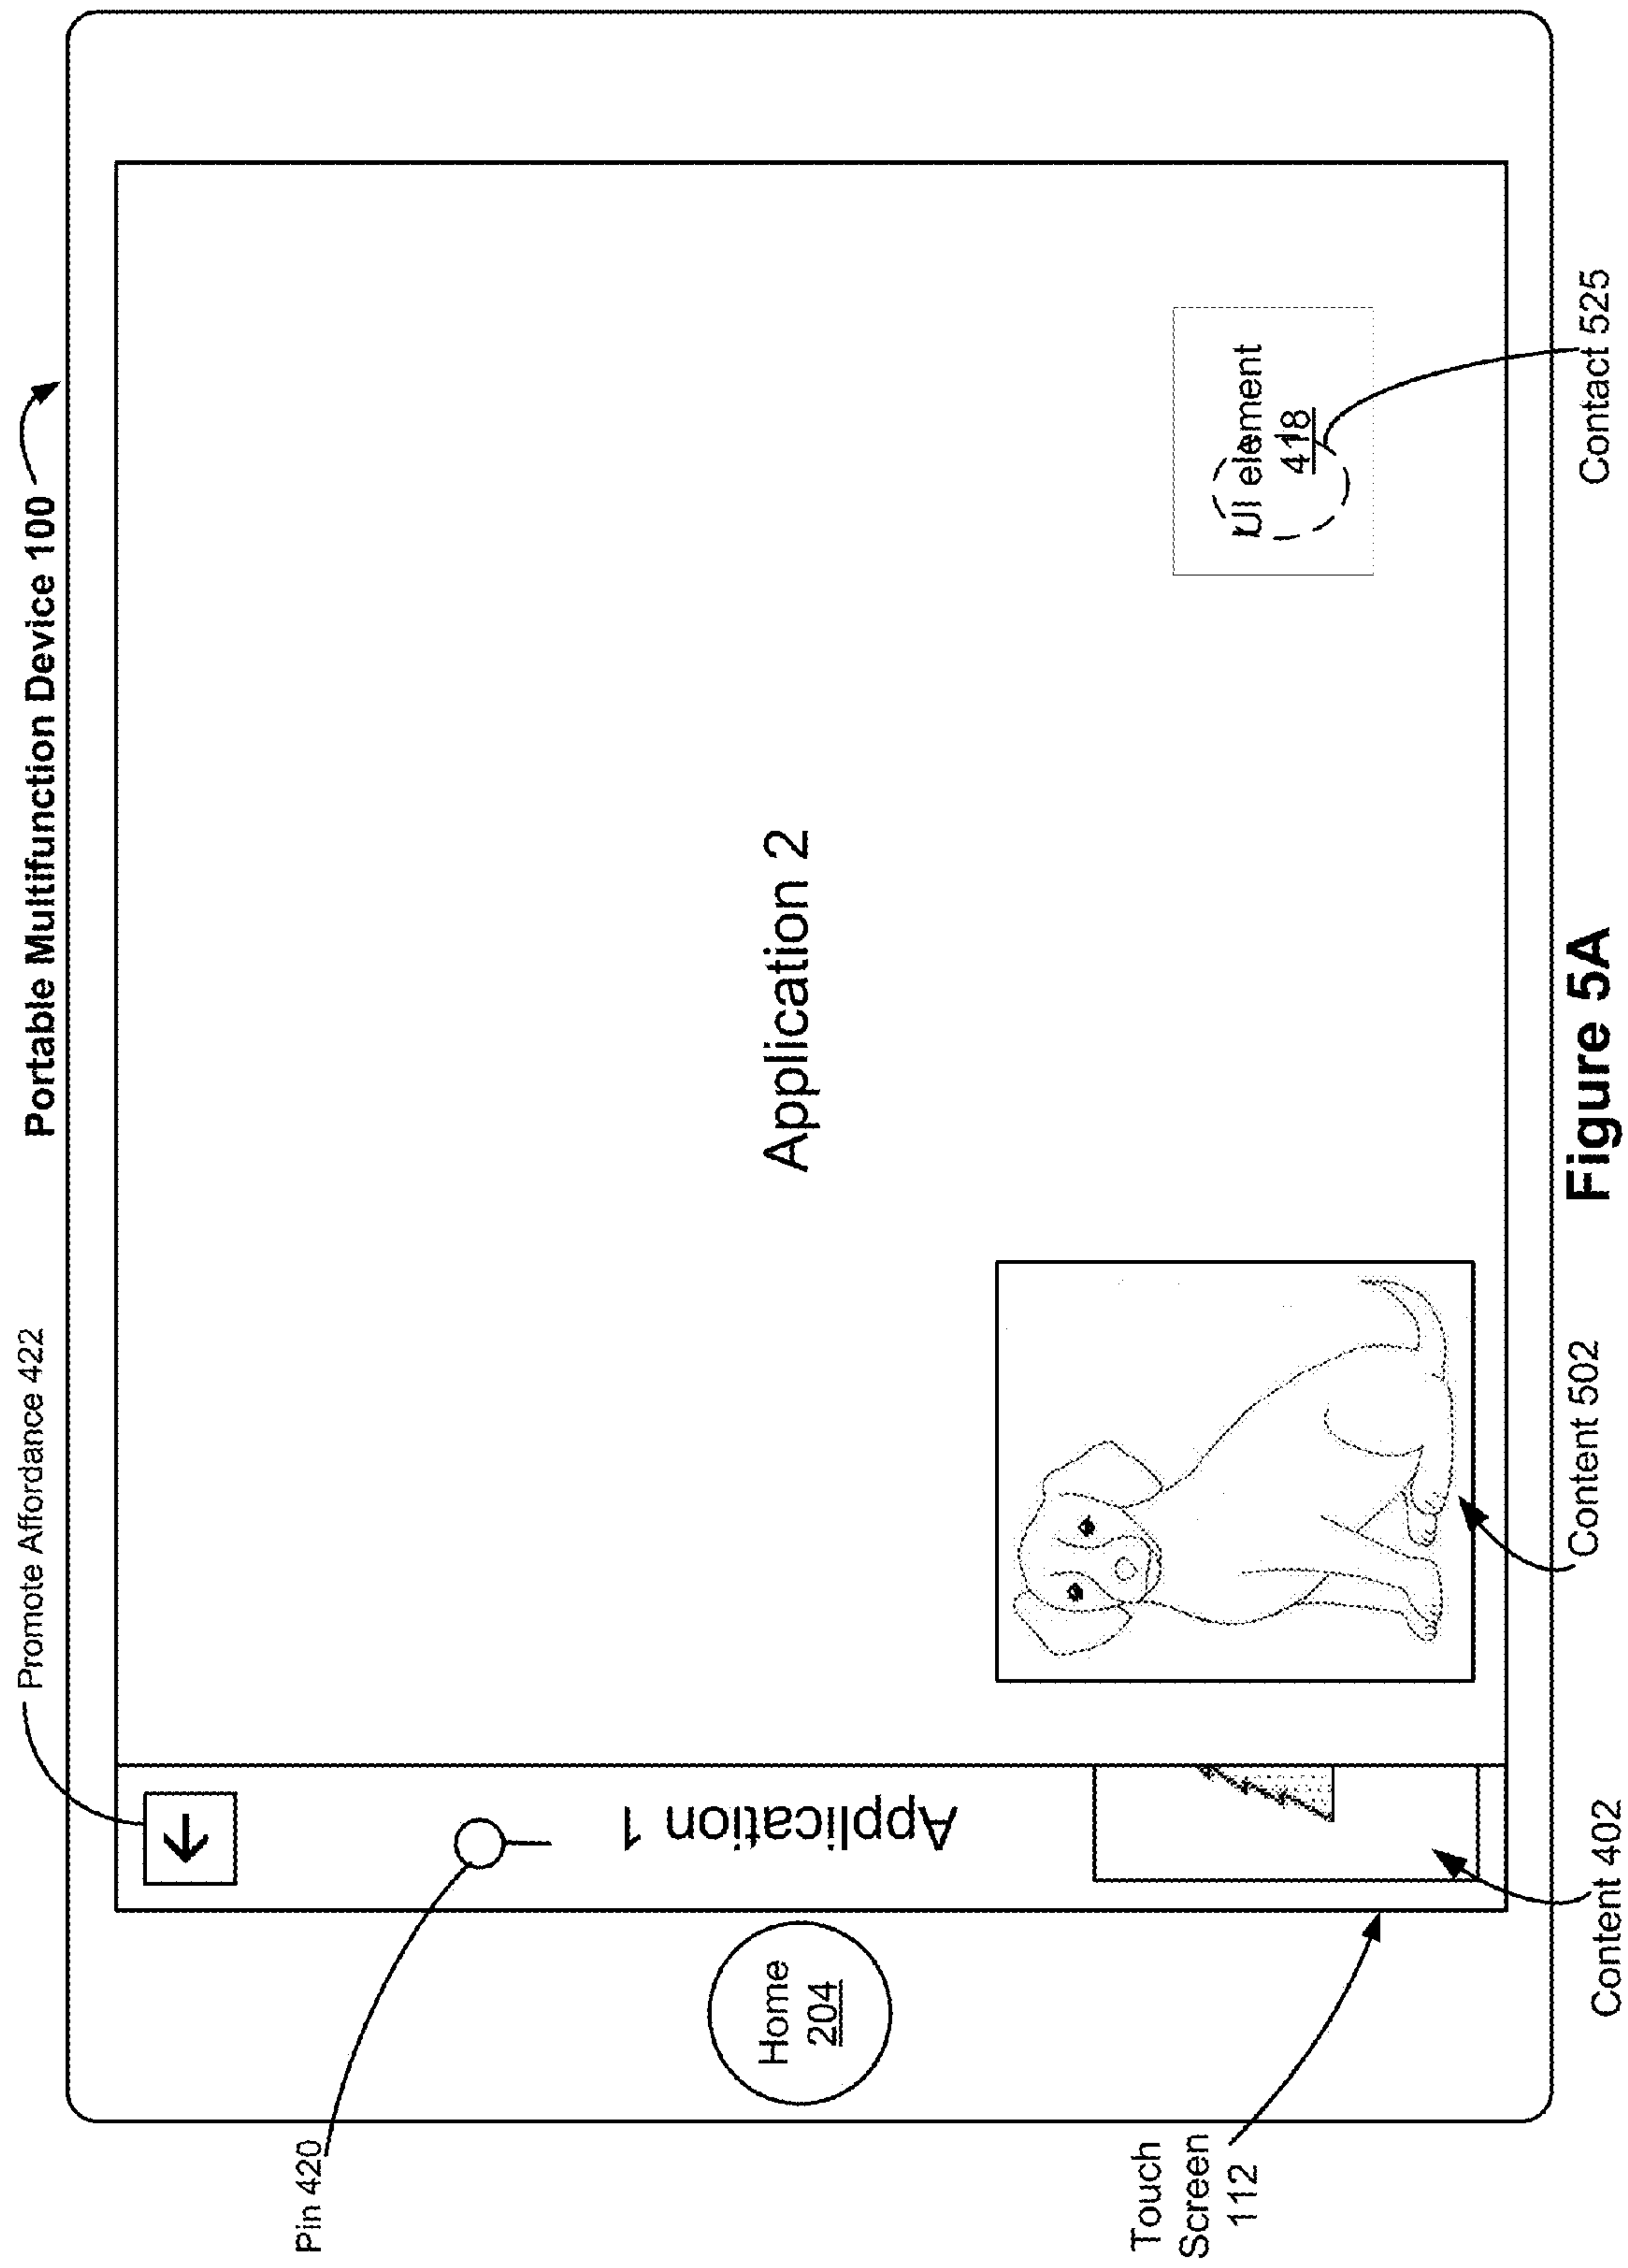 Portable Multifunction Device 100
Promote Affordance 422
Pin 420
Application 1
Application 2
Home
204
UI element
418
Touch
Screen
112
Content 402
Content 502
Contact 525
Figure 5A